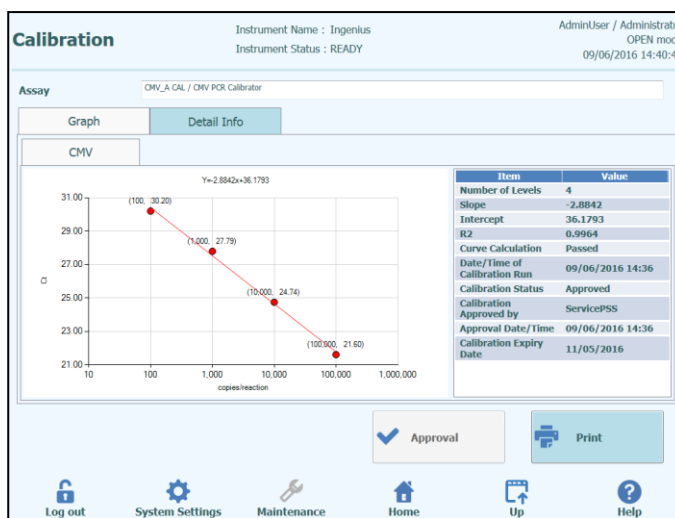 Calibration
Instrument Name : Ingenius
Instrument Status : READY
AdminUser / Administrat
OPEN mo
09/06/2016 14:40:4
Assay
CMV_A CAL / CMV PCR Calibrator
Graph
Detail Info
CMV
Y=-2.8842x+36.1793
31.00
29.00
27.00
25.00
23.00
21.00
Ct
(100, 30.20)
(1,000, 27.79)
(10,000, 24.74)
(100,000, 21.60)
10
100
1,000
10,000
100,000
1,000,000
copies/reaction
Item Value
Number of Levels 4
Slope -2.8842
Intercept 36.1793
R2 0.9964
Curve Calculation Passed
Date/Time of
Calibration Run 09/06/2016 14:36
Calibration Status Approved
Calibration
Approved by ServicePSS
Approval Date/Time 09/06/2016 14:36
Calibration Expiry
Date 11/05/2016
Approval
Print
Log out
System Settings
Maintenance
Home
Up
Help